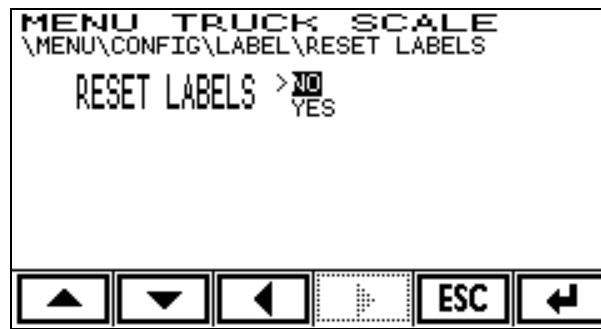 MENU TRUCK SCALE
\MENU\CONFIG\LABEL\RESET LABELS
RESET LABELS >NO
YES
ESC